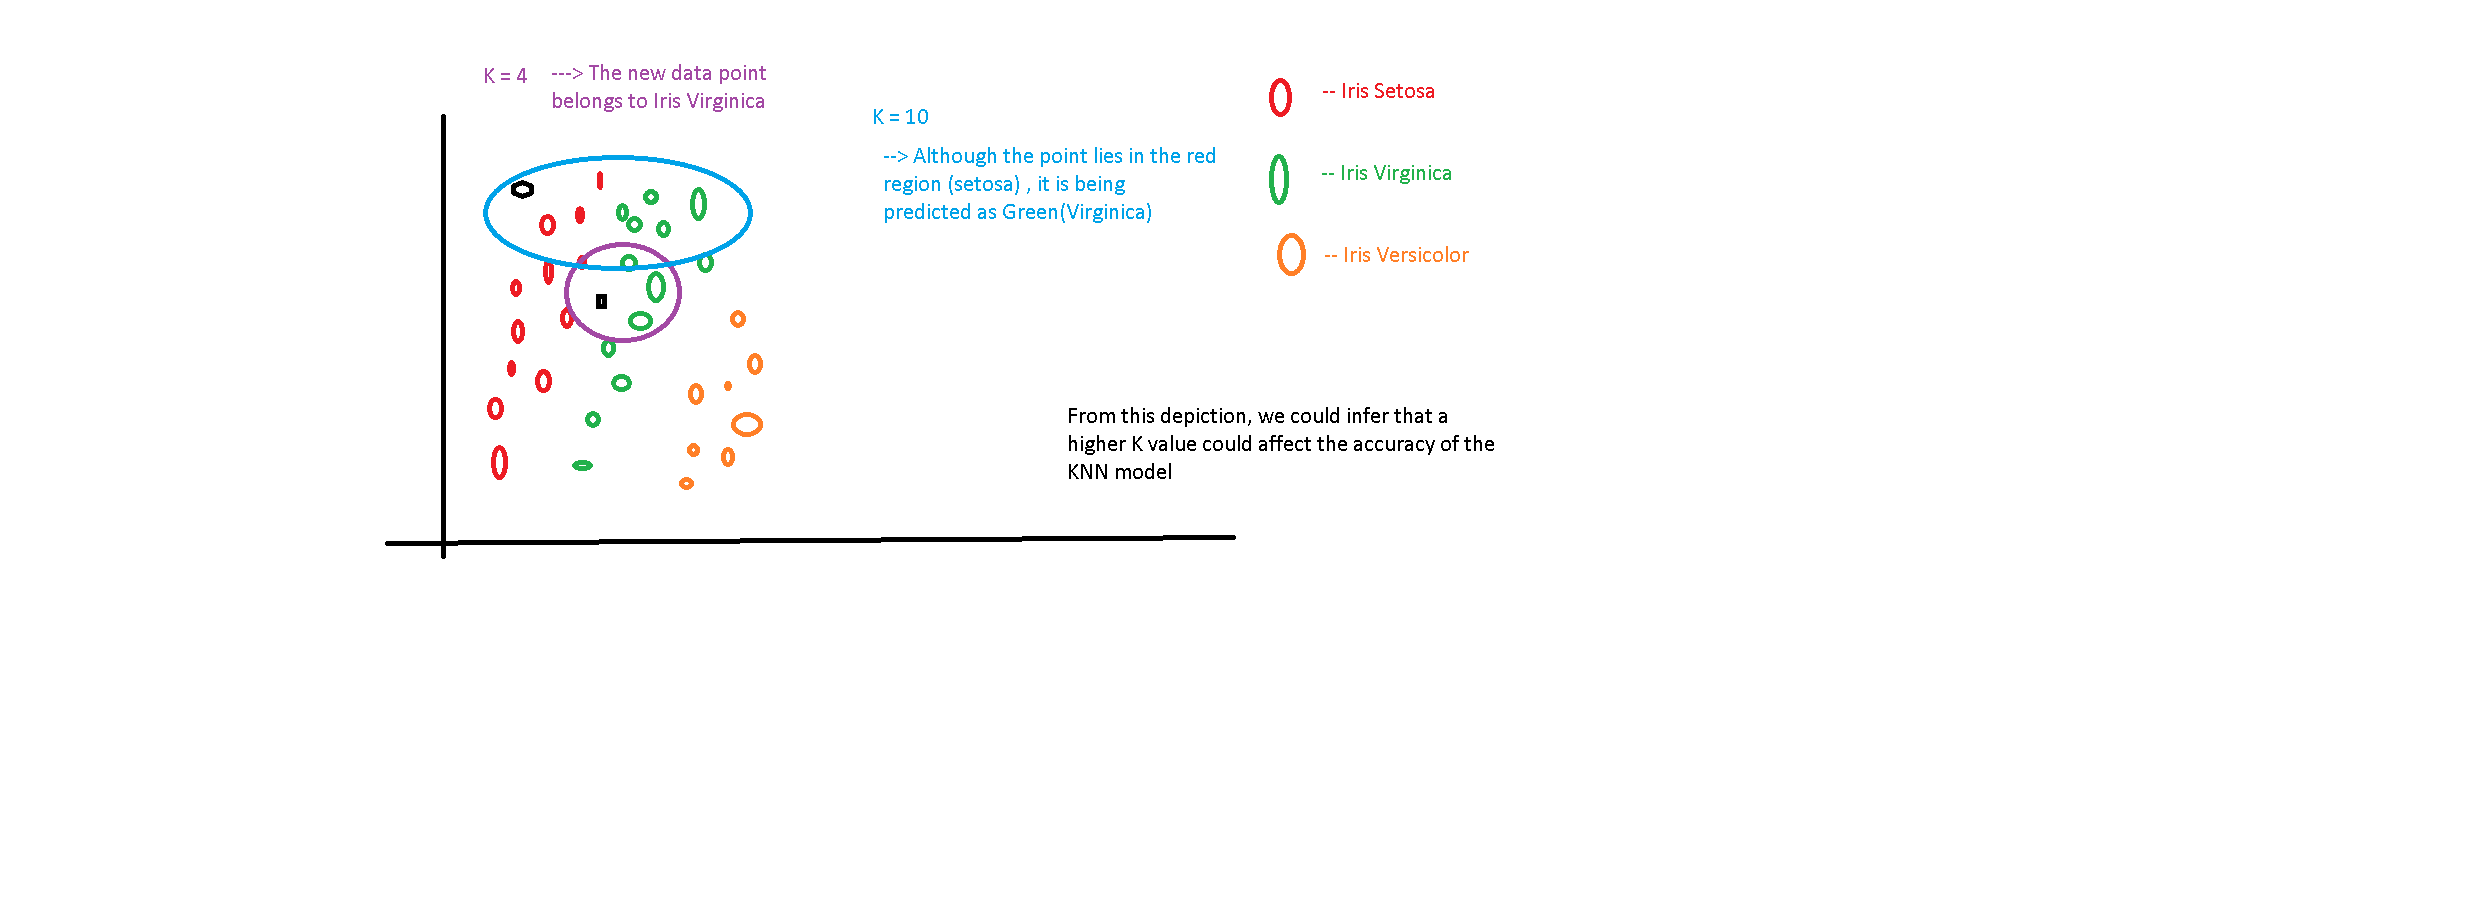 K = 4
---> The new data point
belongs to Iris Virginica
K = 10
--> Although the point lies in the red
region (setosa) , it is being
predicted as Green(Virginica)
-- Iris Setosa
-- Iris Virginica
-- Iris Versicolor
From this depiction, we could infer that a
higher K value could affect the accuracy of the
KNN model